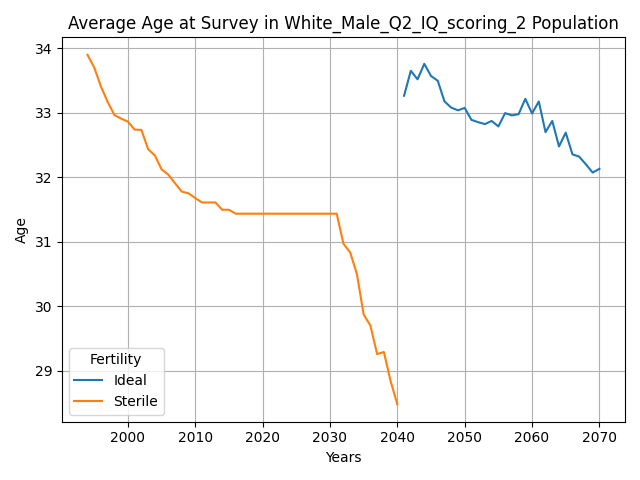 Average Age at Survey in White_Male_Q2_IQ_scoring_2 Population
34
33
32
31
30
29
Age
Fertility
Ideal
Sterile
2000 2010 2020 2030 2040 2050 2060 2070
Years